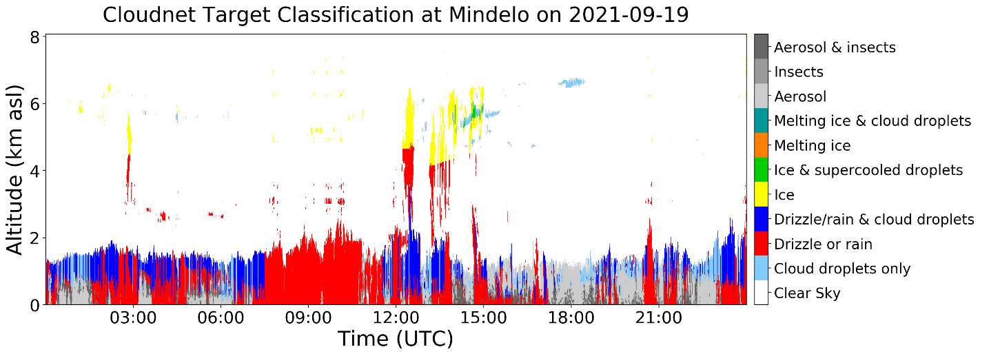 Cloudnet Target Classification at Mindelo on 2021-09-19
8
6
4
2
0
Altitude (km asl)
03:00 06:00 09:00 12:00 15:00 18:00 21:00
Time (UTC)
Aerosol & insects
Insects
Aerosol
Melting ice & cloud droplets
Melting ice
Ice & supercooled droplets
Ice
Drizzle/rain & cloud droplets
Drizzle or rain
Cloud droplets only
Clear Sky